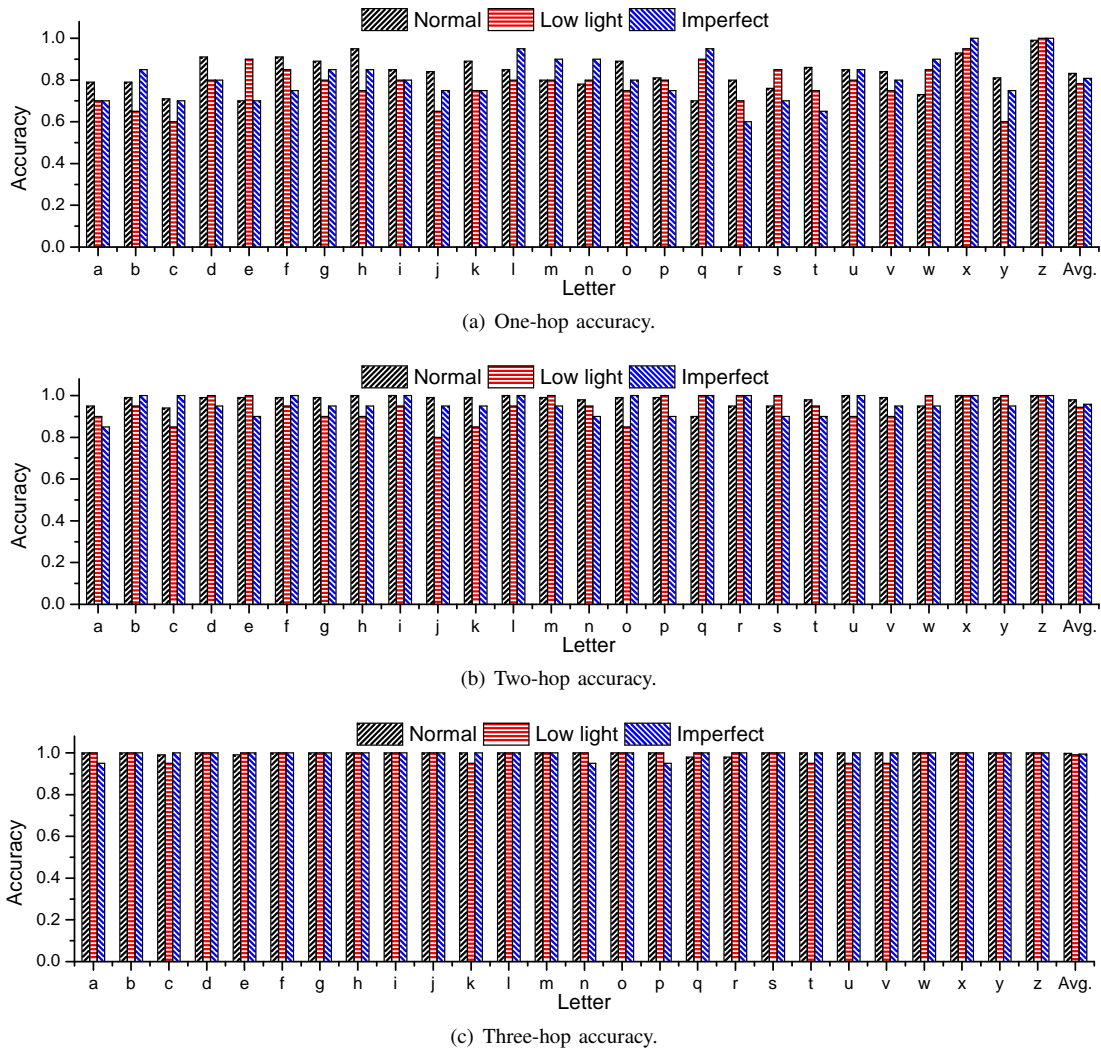 Normal Low light Imperfect
1.0
0.8
0.6
0.4
0.2
0.0
Accuracy
a b c d e f g h i j k l m n o p q r s t u v w x y z Avg.
Letter
(a) One-hop accuracy.
Normal Low light Imperfect
1.0
0.8
0.6
0.4
0.2
0.0
Accuracy
a b c d e f g h i j k l m n o p q r s t u v w x y z Avg.
Letter
(b) Two-hop accuracy.
Normal Low light Imperfect
1.0
0.8
0.6
0.4
0.2
0.0
Accuracy
a b c d e f g h i j k l m n o p q r s t u v w x y z Avg.
Letter
(c) Three-hop accuracy.